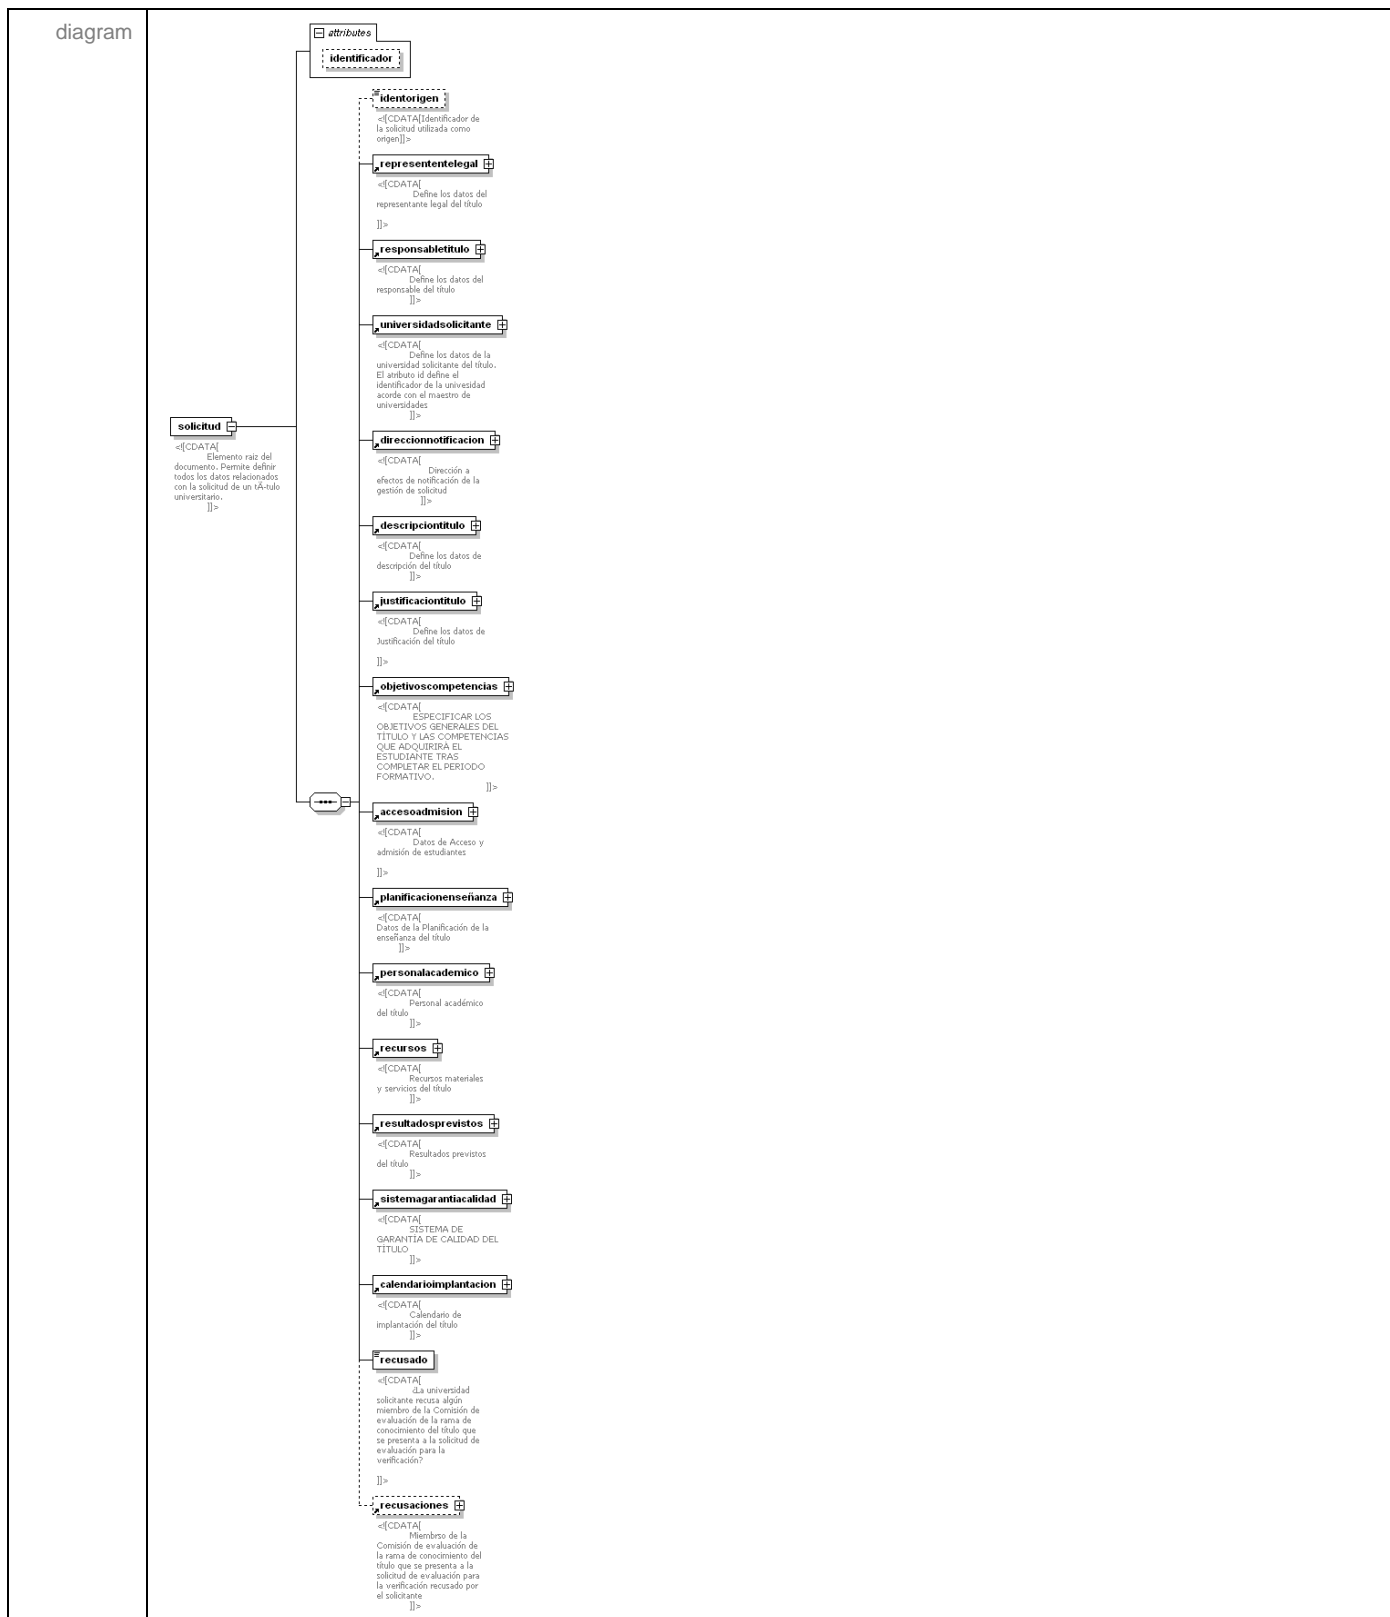 diagram
attributes
identificador
identorigen
<![CDATA[Identificador de
la solicitud utilizada como
origen]]>
represententelegal
<![CDATA[
Define los datos del
representante legal del título
]]>
responsabletitulo
<![CDATA[
Define los datos del
responsable del título
]]>
universidadsolicitante
<![CDATA[
Define los datos de la
universidad solicitante del título.
El atributo id define el
identificador de la univesidad
acorde con el maestro de
universidades
]]>
solicitud
<![CDATA[
Elemento raiz del
documento. Permite definir
todos los datos relacionados
con la solicitud de un tÃ-tulo
universitario.
]]>
direccionnotificacion
<![CDATA[
Dirección a
efectos de notificación de la
gestión de solicitud
]]>
descripciontitulo
<![CDATA[
Define los datos de
descripción del título
]]>
justificaciontitulo
<![CDATA[
Define los datos de
Justificación del título
]]>
objetivoscompetencias
<![CDATA[
ESPECIFICAR LOS
OBJETIVOS GENERALES DEL
TÍTULO Y LAS COMPETENCIAS
QUE ADQUIRIRÁ EL
ESTUDIANTE TRAS
COMPLETAR EL PERIODO
FORMATIVO.
]]>
accesoadmision
<![CDATA[
Datos de Acceso y
admisión de estudiantes
]]>
planificacionenseñanza
<![CDATA[
Datos de la Planificación de la
enseñanza del título
]]>
personalacademico
<![CDATA[
Personal académico
del título
]]>
recursos
<![CDATA[
Recursos materiales
y servicios del título
]]>
resultadosprevistos
<![CDATA[
Resultados previstos
del título
]]>
sistemagarantiacalidad
<![CDATA[
SISTEMA DE
GARANTÍA DE CALIDAD DEL
TÍTULO
]]>
calendarioimplantacion
<![CDATA[
Calendario de
implantación del título
]]>
recusado
<![CDATA[
¿La universidad
solicitante recusa algún
miembro de la Comisión de
evaluación de la rama de
conocimiento del título que
se presenta a la solicitud de
evaluación para la
verificación?
]]>
recusaciones
<![CDATA[
Miembrso de la
Comisión de evaluación de
la rama de conocimiento del
título que se presenta a la
solicitud de evaluación para
la verificación recusado por
el solicitante
]]>